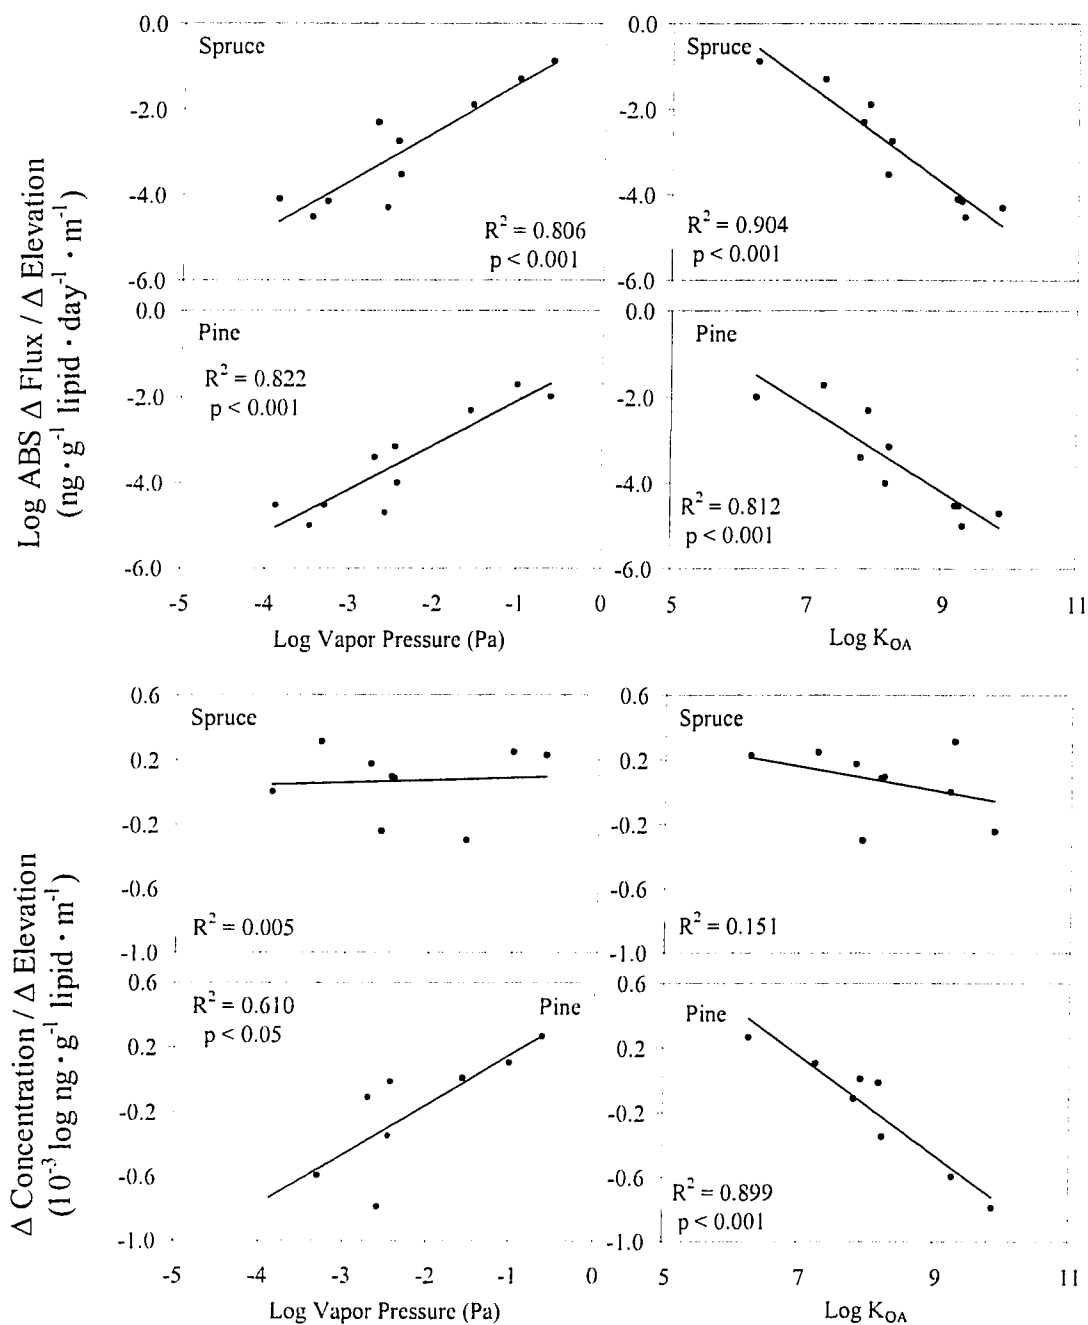 Log ABS Δ Flux / Δ Elevation
(ng·g⁻¹ lipid·day⁻¹·m⁻¹)
0.0
-2.0
-4.0
-6.0
Spruce
R² = 0.806
p < 0.001
Spruce
0.0
-2.0
-4.0
-6.0
R² = 0.904
p < 0.001
0.0
-2.0
-4.0
-6.0
Pine
R² = 0.822
p < 0.001
0.0
-2.0
-4.0
-6.0
Pine
R² = 0.812
p < 0.001
-5 -4 -3 -2 -1 0
Log Vapor Pressure (Pa)
5 7 9 11
Log K_OA
Δ Concentration / Δ Elevation
(10⁻³ log ng·g⁻¹ lipid·m⁻¹)
0.6
0.2
-0.2
-0.6
-1.0
Spruce
R² = 0.005
0.6
0.2
-0.2
-0.6
-1.0
Spruce
R² = 0.151
0.6
0.2
-0.2
-0.6
-1.0
R² = 0.610
p < 0.05
Pine
0.6
0.2
-0.2
-0.6
-1.0
Pine
R² = 0.899
p < 0.001
-5 -4 -3 -2 -1 0
Log Vapor Pressure (Pa)
5 7 9 11
Log K_OA